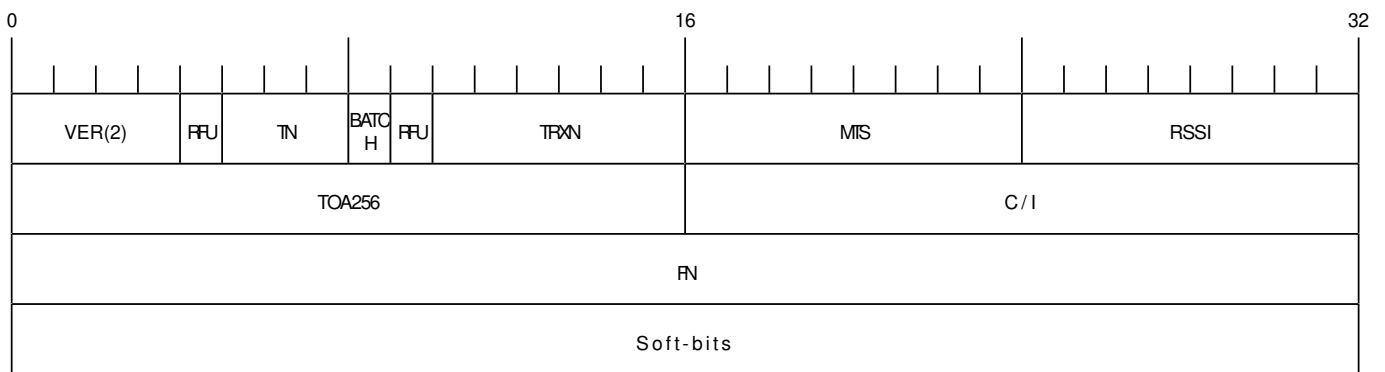 0 16 32
VER(2) RFU TN BATC
H RFU TRXN MTS RSSI
TOA256 C / I
FN
Soft-bits